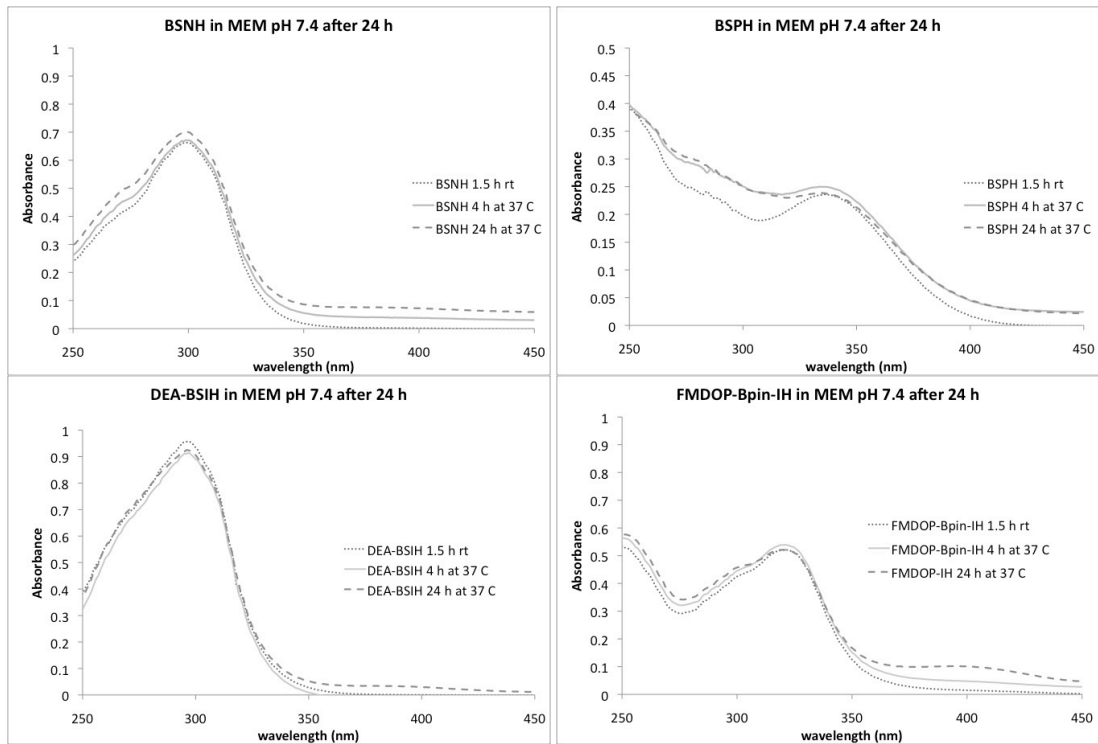 BSNH in MEM pH 7.4 after 24 h
1
0.9
0.8
0.7
0.6
0.5
0.4
0.3
0.2
0.1
0
Absorbance
250 300 350 400 450
wavelength (nm)
BSNH 1.5 h rt
BSNH 4 h at 37 C
BSNH 24 h at 37 C
BSPH in MEM pH 7.4 after 24 h
0.5
0.45
0.4
0.35
0.3
0.25
0.2
0.15
0.1
0.05
0
Absorbance
250 300 350 400 450
wavelength (nm)
BSPH 1.5 h rt
BSPH 4 h at 37 C
BSPH 24 h at 37 C
DEA-BSIH in MEM pH 7.4 after 24 h
1
0.9
0.8
0.7
0.6
0.5
0.4
0.3
0.2
0.1
0
Absorbance
250 300 350 400 450
wavelength (nm)
DEA-BSIH 1.5 h rt
DEA-BSIH 4 h at 37 C
DEA-BSIH 24 h at 37 C
FMDOP-Bpin-IH in MEM pH 7.4 after 24 h
1
0.9
0.8
0.7
0.6
0.5
0.4
0.3
0.2
0.1
0
Absorbance
250 300 350 400 450
wavelength (nm)
FMDOP-Bpin-IH 1.5 h rt
FMDOP-Bpin-IH 4 h at 37 C
FMDOP-IH 24 h at 37 C